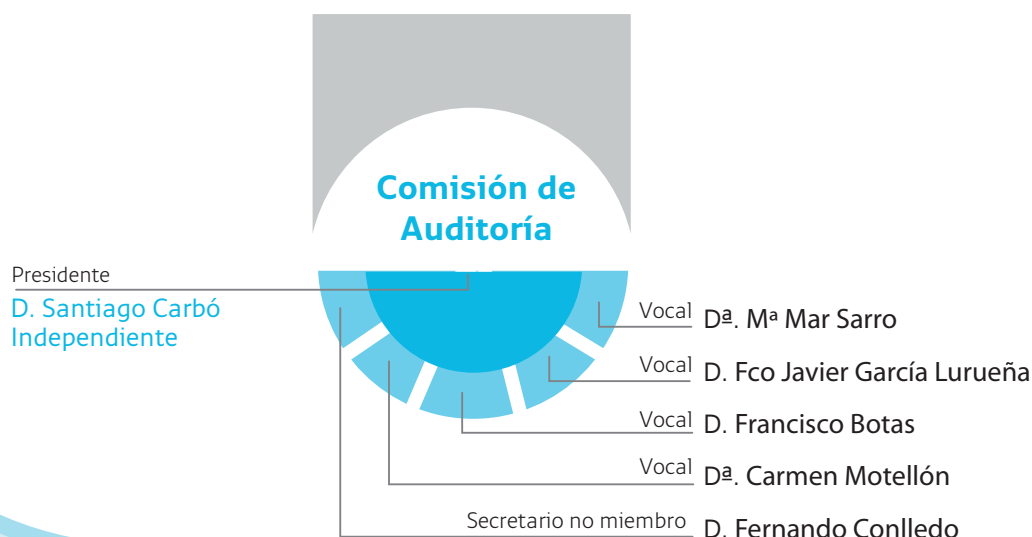 Comisión de
Auditoría
Presidente
D. Santiago Carbó
Independiente
Vocal Dª. Mª Mar Sarro
Vocal D. Fco Javier García Lurueña
Vocal D. Francisco Botas
Vocal Dª. Carmen Motellón
Secretario no miembro D. Fernando Conlledo